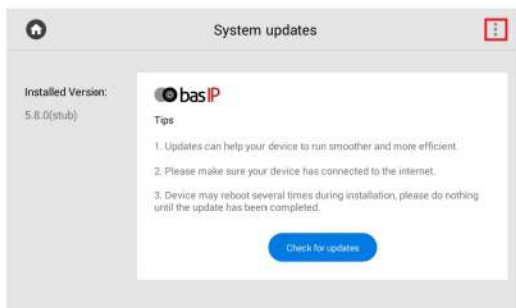 System updates
Installed Version:
5.8.0(stub)
basIP
Tips
1. Updates can help your device to run smoother and more efficient.
2. Please make sure your device has connected to the internet.
3. Device may reboot several times during installation, please do nothing
until the update has been completed.
Check for updates